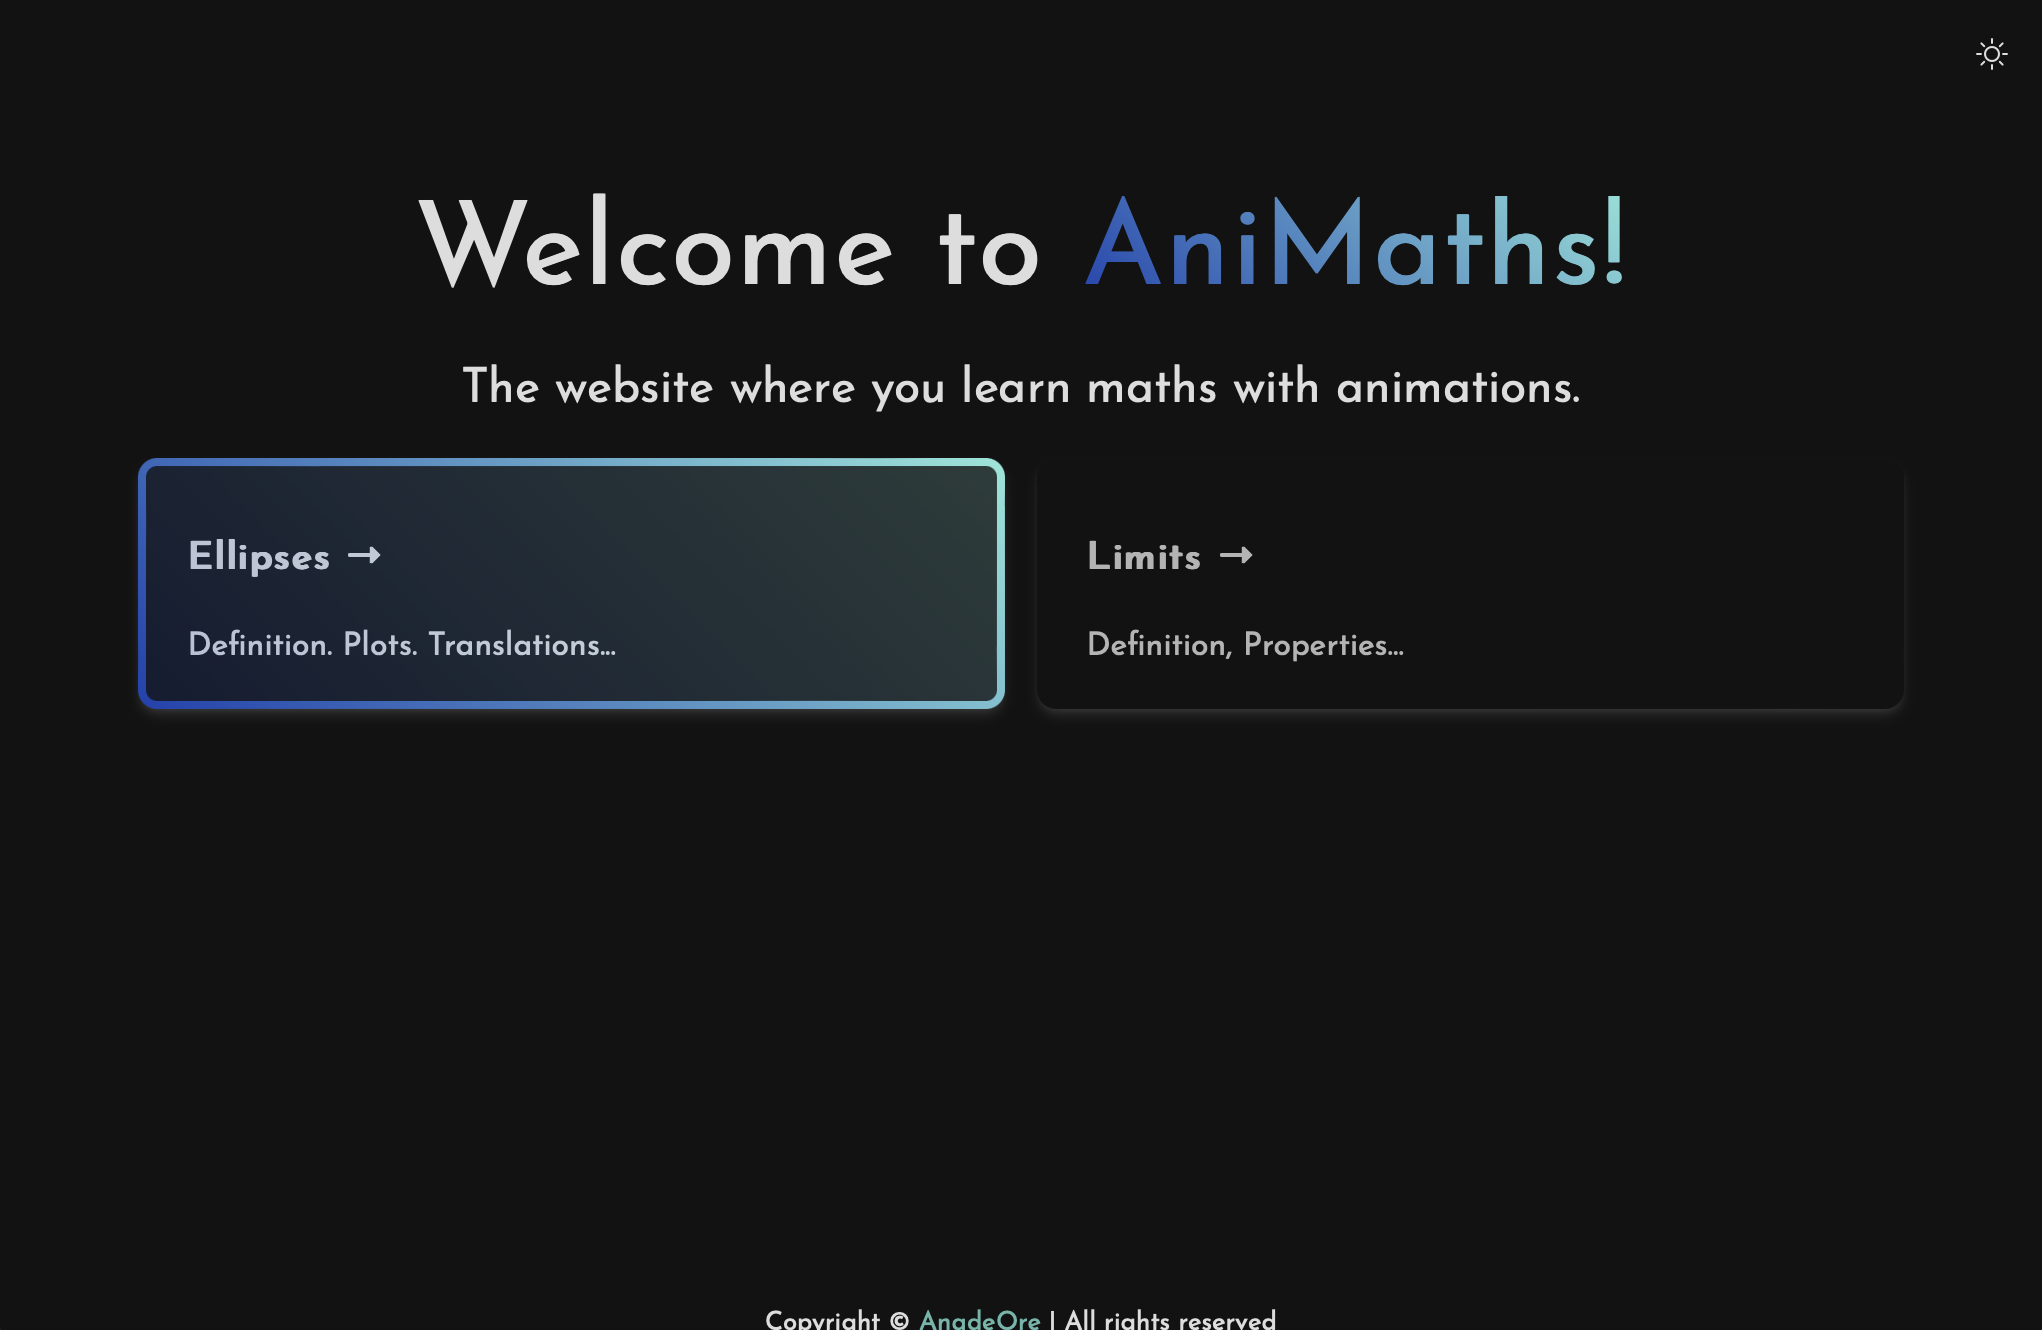 Welcome to AniMaths!
The website where you learn maths with animations.
Ellipses →
Definition. Plots. Translations...
Limits →
Definition, Properties...
Copyright © AngdeOre | All rights reserved